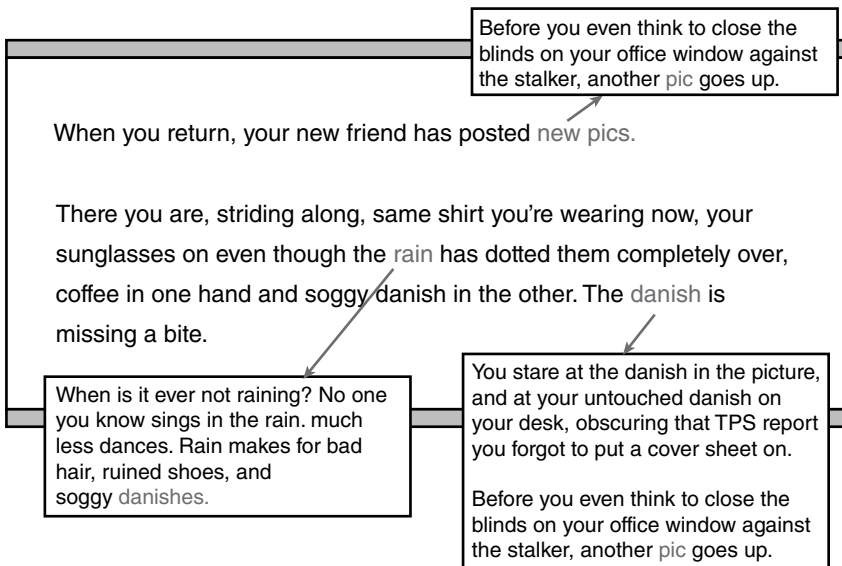 Before you even think to close the
blinds on your office window against
the stalker, another pic goes up.
When you return, your new friend has posted new pics.
There you are, striding along, same shirt you're wearing now, your
sunglasses on even though the rain has dotted them completely over,
coffee in one hand and soggy danish in the other. The danish is
missing a bite.
When is it ever not raining? No one
you know sings in the rain. much
less dances. Rain makes for bad
hair, ruined shoes, and
soggy danishes.
You stare at the danish in the picture,
and at your untouched danish on
your desk, obscuring that TPS report
you forgot to put a cover sheet on.
Before you even think to close the
blinds on your office window against
the stalker, another pic goes up.